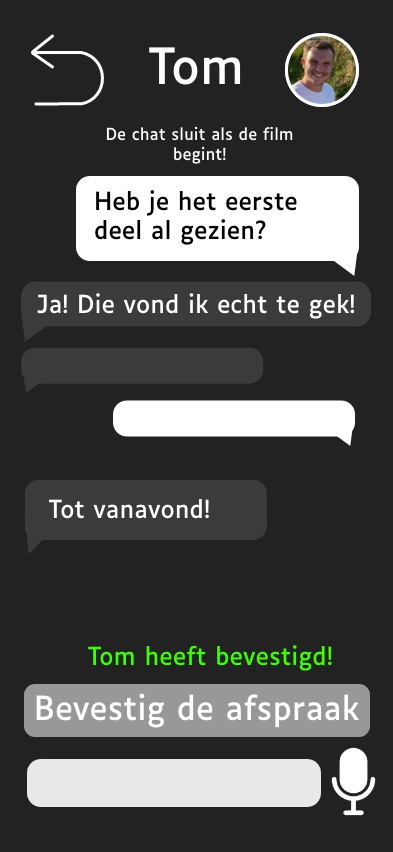 Tom
De chat sluit als de film
begint!
Heb je het eerste
deel al gezien?
Ja! Die vond ik echt te gek!
Tot vanavond!
Tom heeft bevestigd!
Bevestig de afspraak